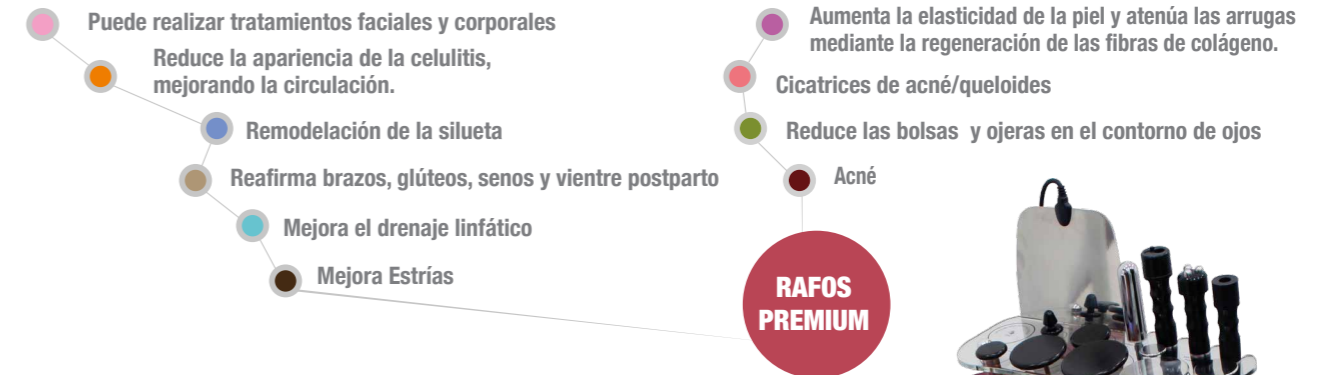 Puede realizar tratamientos faciales y corporales
Reduce la apariencia de la celulitis,
mejorando la circulación.
Remodelación de la silueta
Reafirma brazos, glúteos, senos y vientre postparto
Mejora el drenaje linfático
Mejora Estrías
Aumenta la elasticidad de la piel y atenúa las arrugas
mediante la regeneración de las fibras de colágeno.
Cicatrices de acné/queloides
Reduce las bolsas  y ojeras en el contorno de ojos
Acné
RAFOS
PREMIUM